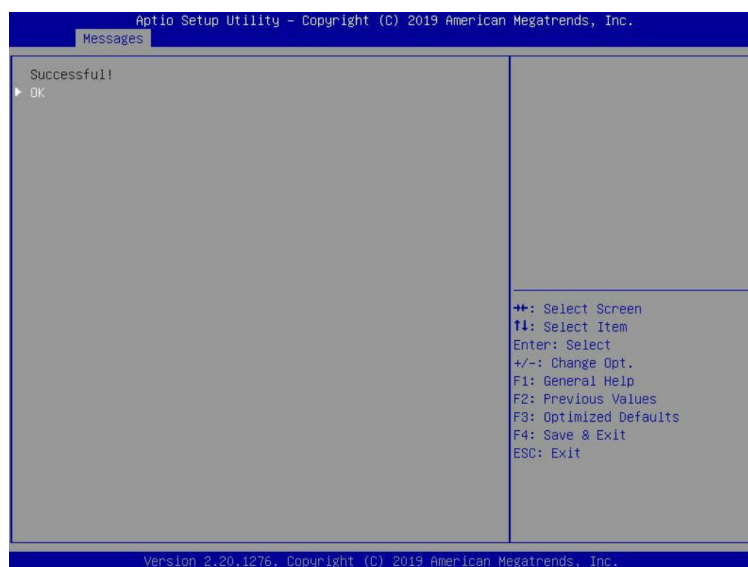 Aptio Setup Utility – Copyright (C) 2019 American Megatrends, Inc.
Messages
Successful!
OK
→←: Select Screen
↑↓: Select Item
Enter: Select
+/-: Change Opt.
F1: General Help
F2: Previous Values
F3: Optimized Defaults
F4: Save & Exit
ESC: Exit
Version 2.20.1276. Copyright (C) 2019 American Megatrends, Inc.